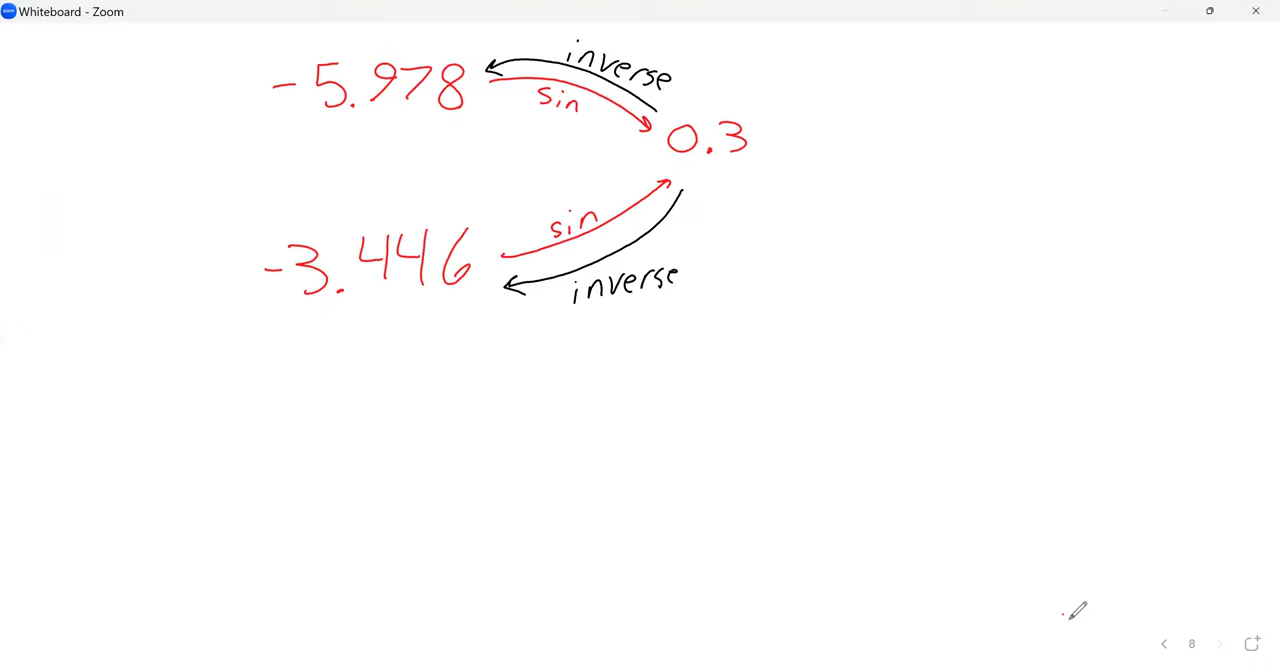 Whiteboard - Zoom
inverse
-5.978
sin
0.3
sin
-3.446
inverse
8